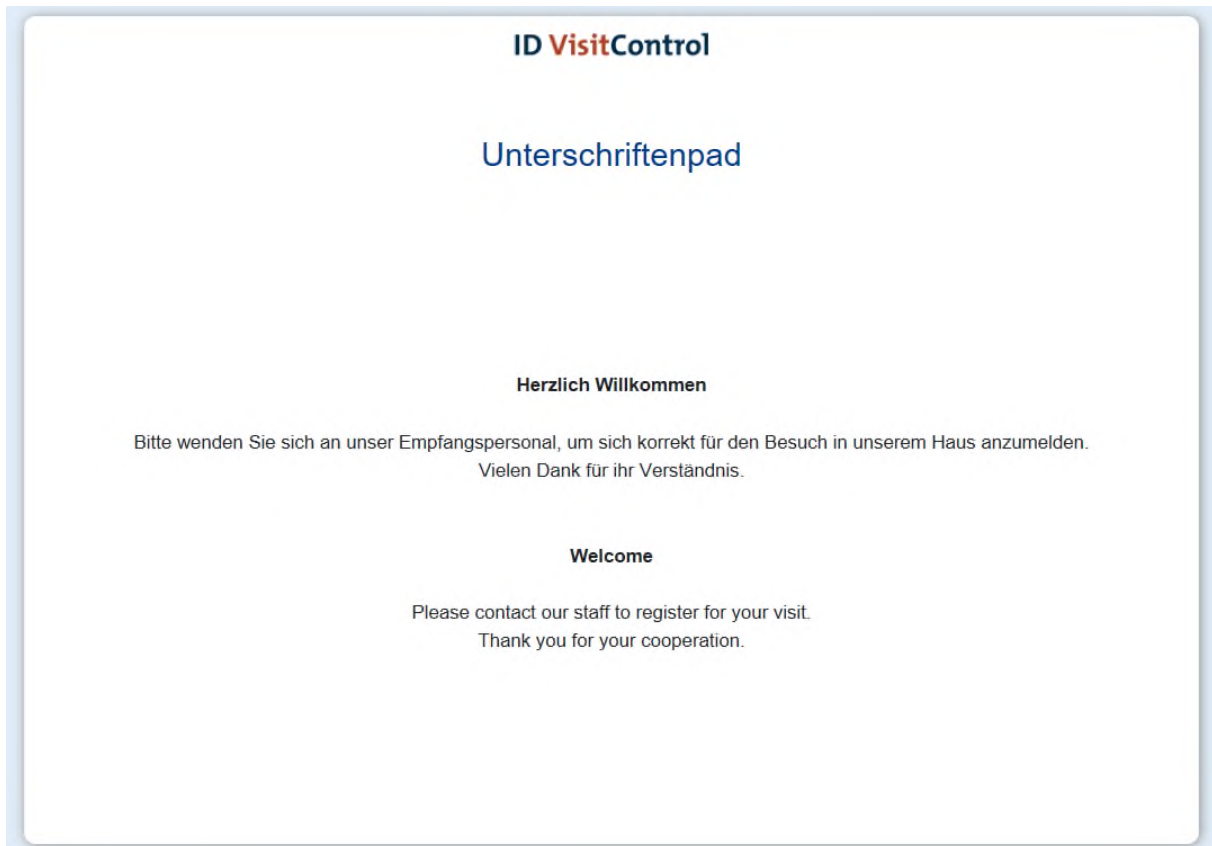 ID VisitControl
Unterschriftenpad
Herzlich Willkommen
Bitte wenden Sie sich an unser Empfangspersonal, um sich korrekt für den Besuch in unserem Haus anzumelden.
Vielen Dank für ihr Verständnis.
Welcome
Please contact our staff to register for your visit.
Thank you for your cooperation.